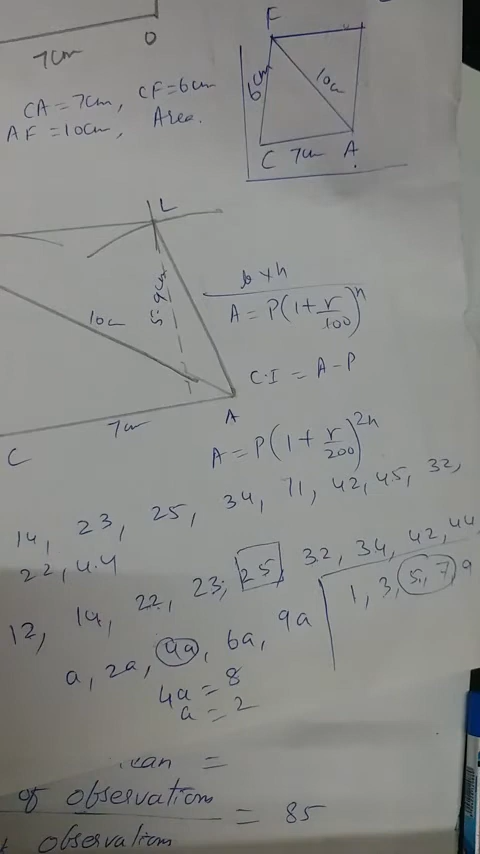 7cm
O
CA = 7cm, CF = 6cm
AF = 10cm, Area.
F
6cm
10cm
C 7cm A
L
5.9cm
10cm
7cm
A
C
b × h
A = P(1 + r/100)^n
C.I = A - P
A = P(1 + r/200)^2n
14, 23, 25, 34, 71, 42, 45, 32,
22, 44
12, 14, 22, 23, 25, 32, 34, 42, 44
a, 2a, 4a, 6a, 9a
1, 3, 5, 7, 9
4a = 8
a = 2
=
of observation
= 85
observation